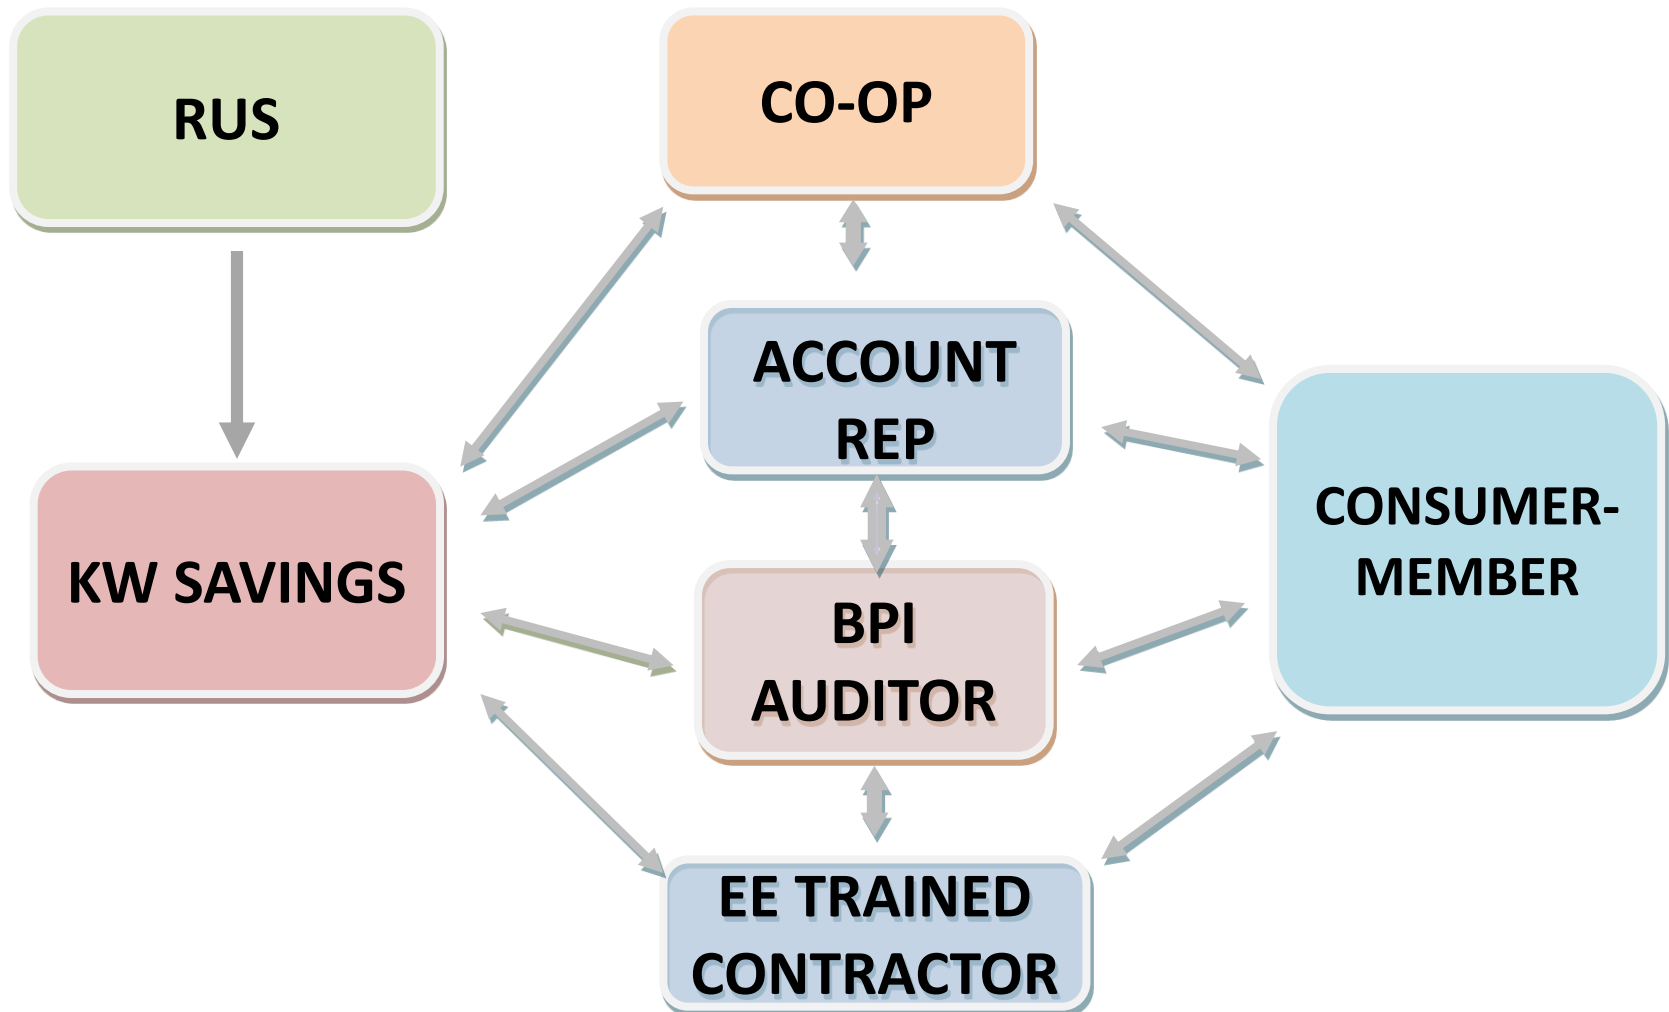 RUS
CO-OP
ACCOUNT
REP
KW SAVINGS
CONSUMER-
MEMBER
BPI
AUDITOR
EE TRAINED
CONTRACTOR